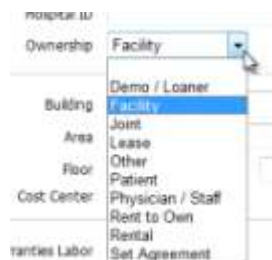 Hospital ID
Ownership Facility
Demo / Loaner
Building Facility
Joint
Area Lease
Floor Other
Patient
Cost Center Physician / Staff
Rent to Own
Rental
Labor Set Agreement